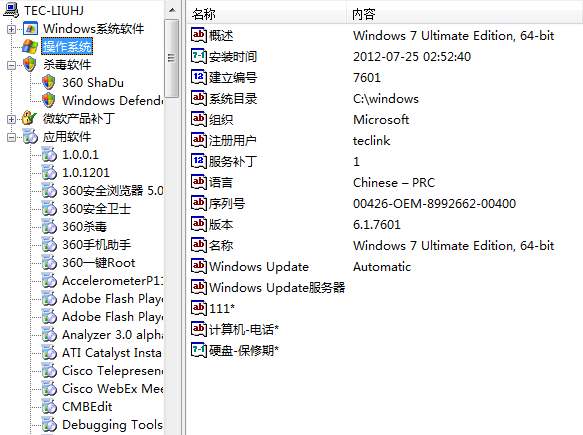 TEC-LIUHJ
Windows系统软件
操作系统
杀毒软件
360 ShaDu
Windows Defende
微软产品补丁
应用软件
1.0.0.1
1.0.1201
360安全浏览器 5.0
360安全卫士
360杀毒
360手机助手
360一键Root
AccelerometerP11
Adobe Flash Playe
Adobe Flash Playe
Analyzer 3.0 alpha
ATI Catalyst Insta
Cisco Telepresenc
Cisco WebEx Mee
CMBEdit
Debugging Tools
名称 内容
概述 Windows 7 Ultimate Edition, 64-bit
安装时间 2012-07-25 02:52:40
建立编号 7601
系统目录 C:\windows
组织 Microsoft
注册用户 teclink
服务补丁 1
语言 Chinese – PRC
序列号 00426-OEM-8992662-00400
版本 6.1.7601
名称 Windows 7 Ultimate Edition, 64-bit
Windows Update Automatic
Windows Update服务器
111*
计算机-电话*
硬盘-保修期*